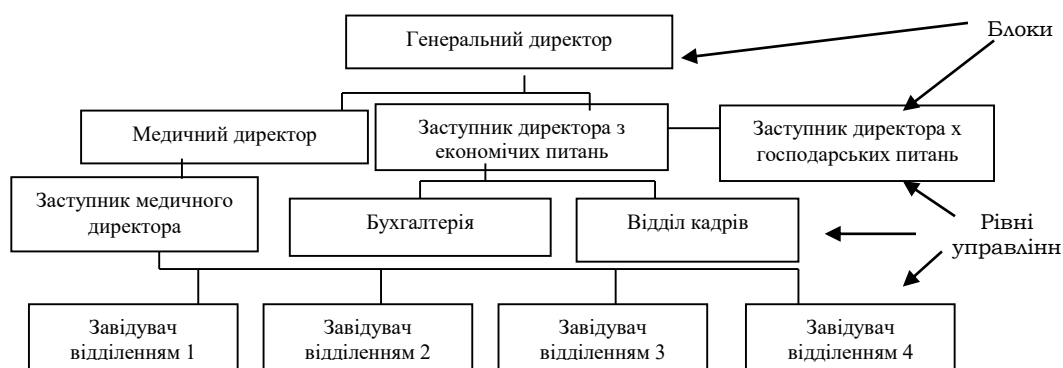 Генеральний директор
Блоки
Медичний директор
Заступник директора з
економічих питань
Заступник директора х
господарських питань
Заступник медичного
директора
Бухгалтерія
Відділ кадрів
Рівні
управлінн
Завідувач
відділенням 1
Завідувач
відділенням 2
Завідувач
відділенням 3
Завідувач
відділенням 4